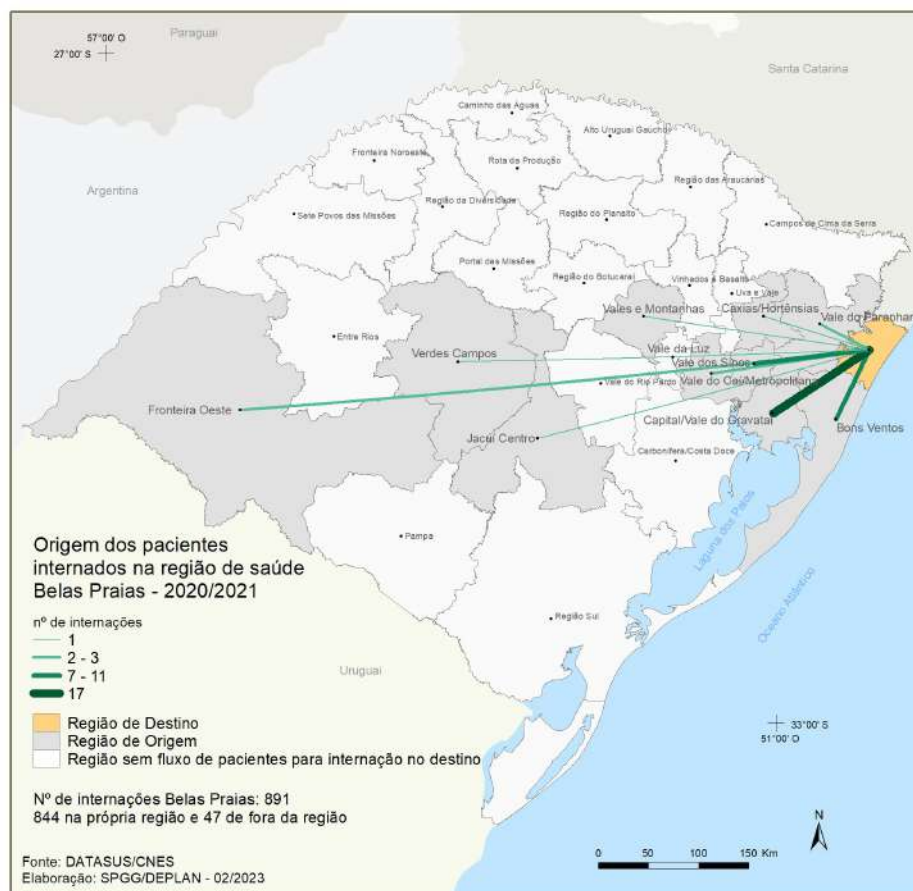 Paraguai
57°00' O
27°00' S
Santa Catarina
Caminho das Águas
Alto Uruguai Gaúcho
Fronteira Noroeste
Rota da Produção
Argentina
Região das Araucárias
Região da Diversidade
Sete Povos das Missões
Região do Planalto
Campos de Cima da Serra
Portal das Missões
Região do Botucaraí
Vinhedos e Basalto
Uva e Vale
Vales e Montanhas
Caxias/Hortênsias
Vale do Paranhana
Entre Rios
Verdes Campos
Vale da Luz
Vale dos Sinos
Vale do Rio Pardo
Vale do Caí/Metropolitana
Fronteira Oeste
Capital/Vale do Gravataí
Bons Ventos
Jacuí Centro
Carbonífera/Costa Doce
Laguna dos Patos
Pampa
Oceano Atlântico
Região Sul
Uruguai
Origem dos pacientes
internados na região de saúde
Belas Praias - 2020/2021
nº de internações
1
2 - 3
7 - 11
17
Região de Destino
Região de Origem
Região sem fluxo de pacientes para internação no destino
33°00' S
51°00' O
Nº de internações Belas Praias: 891
844 na própria região e 47 de fora da região
N
0 50 100 150 Km
Fonte: DATASUS/CNES
Elaboração: SPGG/DEPLAN - 02/2023